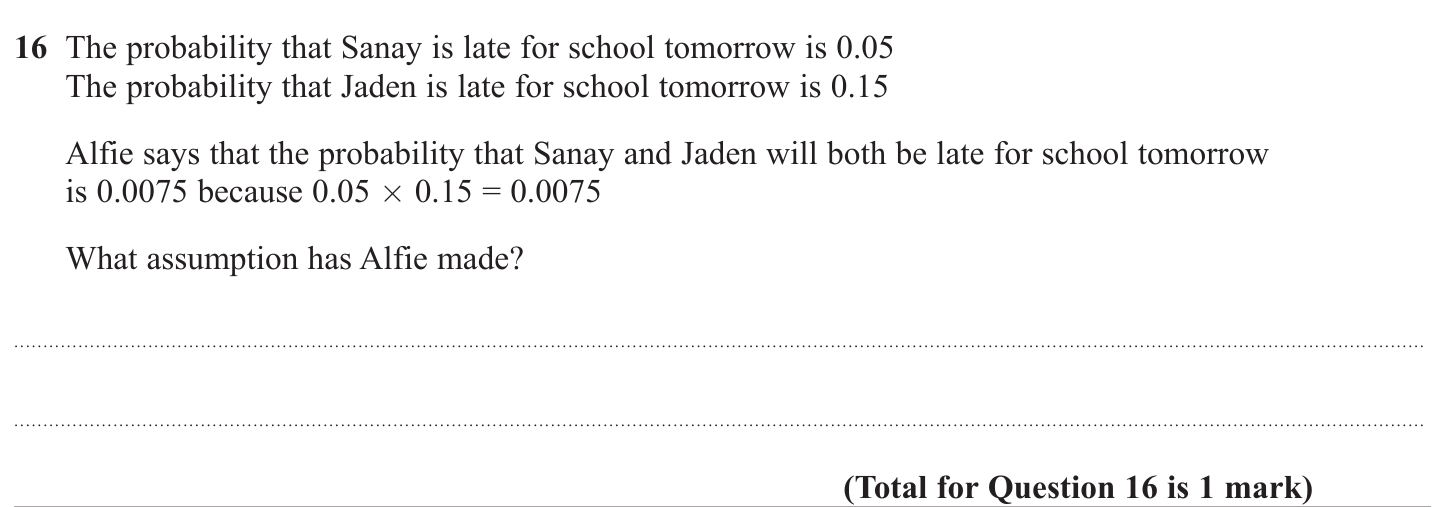 16 The probability that Sanay is late for school tomorrow is 0.05
The probability that Jaden is late for school tomorrow is 0.15
Alfie says that the probability that Sanay and Jaden will both be late for school tomorrow
is 0.0075 because 0.05 × 0.15 = 0.0075
What assumption has Alfie made?
(Total for Question 16 is 1 mark)